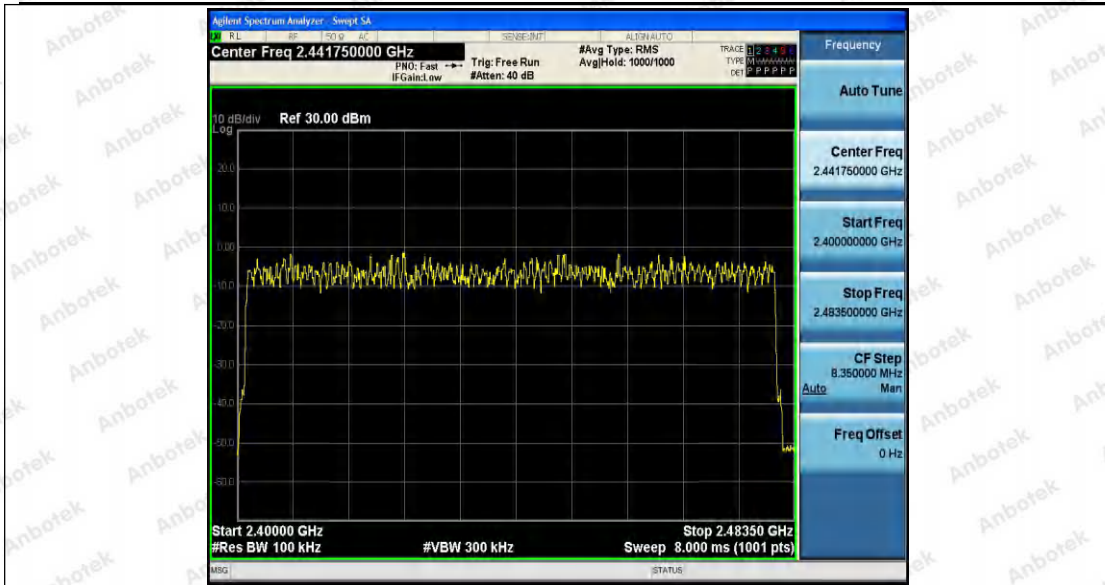 Agilent Spectrum Analyzer - Swept SA
RL RF 50 Ω AC SENSE:INT ALIGN AUTO
Center Freq 2.441750000 GHz
PNO: Fast
IFGain:Low
Trig: Free Run
#Atten: 40 dB
#Avg Type: RMS
Avg|Hold: 1000/1000
TRACE 1 2 3 4 5 6
TYPE M
DET P P P P P P
10 dB/div
Log
Ref 30.00 dBm
20.0
10.0
0.00
-10.0
-20.0
-30.0
-40.0
-50.0
-60.0
Start 2.40000 GHz
#Res BW 100 kHz
#VBW 300 kHz
Stop 2.48350 GHz
Sweep 8.000 ms (1001 pts)
MSG
STATUS
Frequency
Auto Tune
Center Freq
2.441750000 GHz
Start Freq
2.400000000 GHz
Stop Freq
2.483500000 GHz
CF Step
8.350000 MHz
Auto Man
Freq Offset
0 Hz
Anbotek